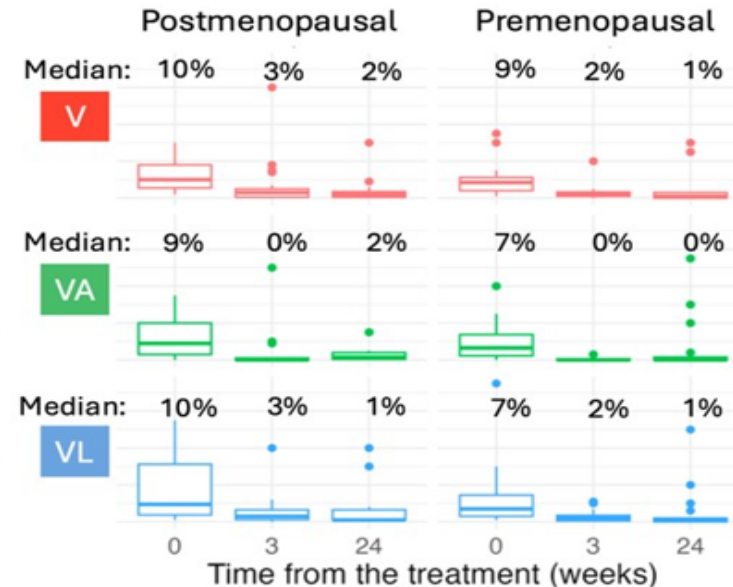 Postmenopausal Premenopausal
Median: 10% 3% 2% 9% 2% 1%
V
Median: 9% 0% 2% 7% 0% 0%
VA
Median: 10% 3% 1% 7% 2% 1%
VL
0 3 24 0 3 24
Time from the treatment (weeks)